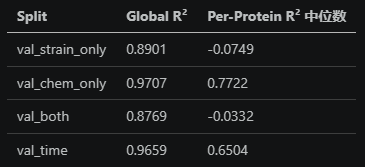 Split Global R² Per-Protein R² 中位数
val_strain_only 0.8901 -0.0749
val_chem_only 0.9707 0.7722
val_both 0.8769 -0.0332
val_time 0.9659 0.6504